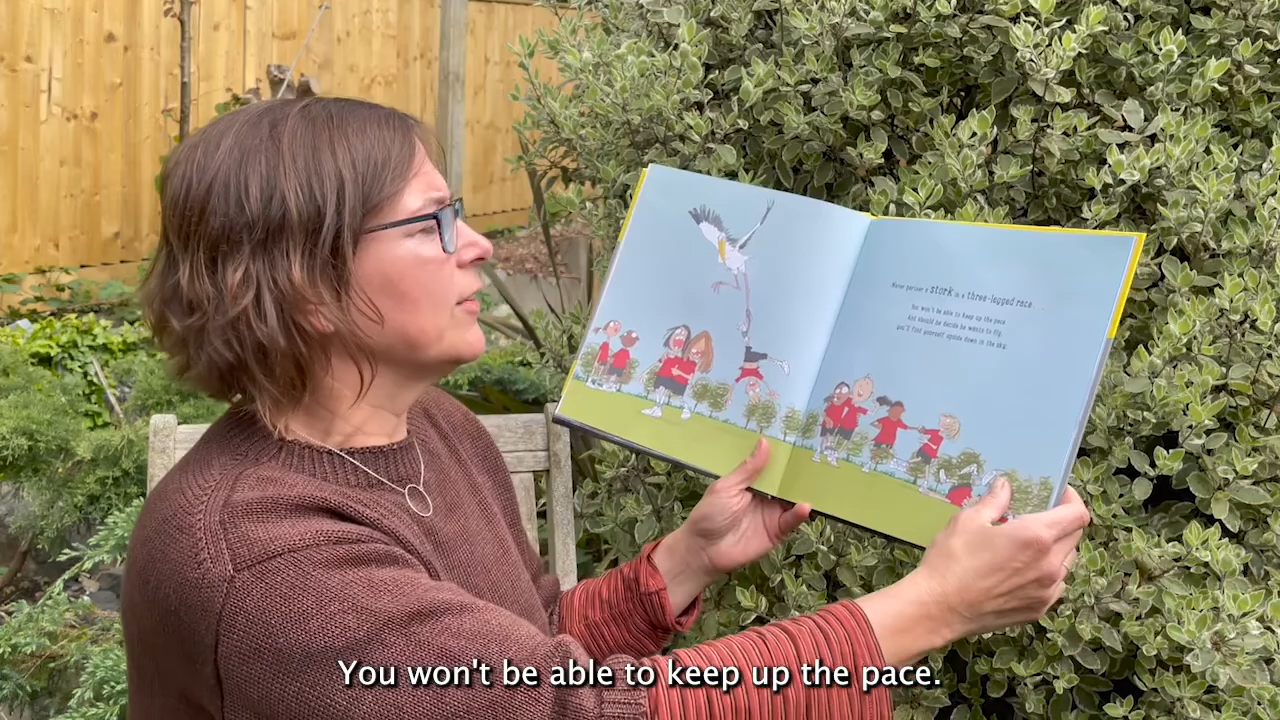 Never partner a stork in a three-legged race...
You won't be able to keep up the pace.
And should he decide he wants to fly,
you'll find yourself upside down in the sky.
You won't be able to keep up the pace.